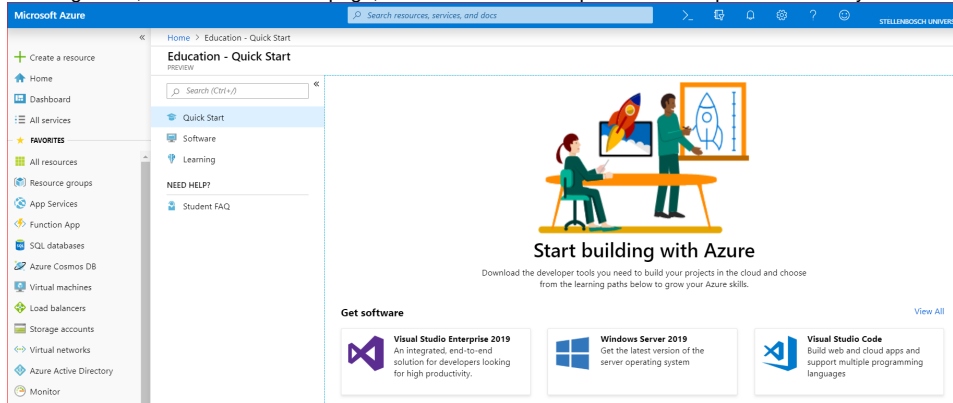 Microsoft Azure
Search resources, services, and docs
STELLENBOSCH UNIVERS
Home > Education - Quick Start
Education - Quick Start
PREVIEW
Create a resource
Home
Dashboard
All services
FAVORITES
All resources
Resource groups
App Services
Function App
SQL databases
Azure Cosmos DB
Virtual machines
Load balancers
Storage accounts
Virtual networks
Azure Active Directory
Monitor
Search (Ctrl+/)
Quick Start
Software
Learning
NEED HELP?
Student FAQ
Start building with Azure
Download the developer tools you need to build your projects in the cloud and choose
from the learning paths below to grow your Azure skills.
Get software
View All
Visual Studio Enterprise 2019
An integrated, end-to-end
solution for developers looking
for high productivity.
Windows Server 2019
Get the latest version of the
server operating system
Visual Studio Code
Build web and cloud apps and
support multiple programming
languages